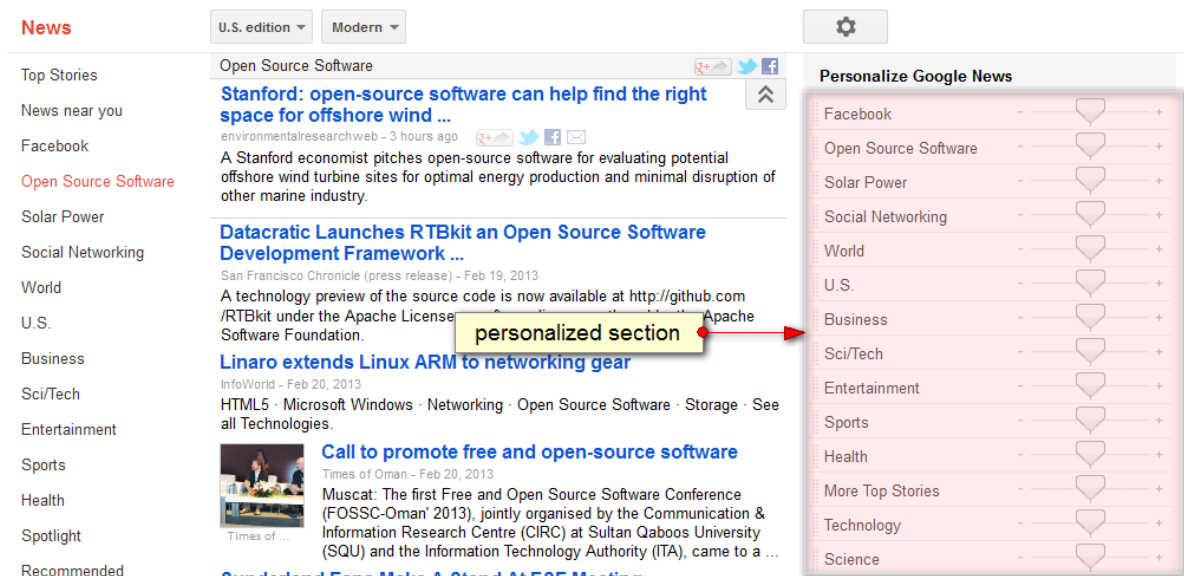 News
U.S. edition
Modern
Top Stories
News near you
Facebook
Open Source Software
Solar Power
Social Networking
World
U.S.
Business
Sci/Tech
Entertainment
Sports
Health
Spotlight
Recommended
Open Source Software
Stanford: open-source software can help find the right
space for offshore wind ...
environmentalresearchweb - 3 hours ago
A Stanford economist pitches open-source software for evaluating potential
offshore wind turbine sites for optimal energy production and minimal disruption of
other marine industry.
Datacratic Launches RTBkit an Open Source Software
Development Framework ...
San Francisco Chronicle (press release) - Feb 19, 2013
A technology preview of the source code is now available at http://github.com
/RTBkit under the Apache License Apache
Software Foundation.
personalized section
Linaro extends Linux ARM to networking gear
InfoWorld - Feb 20, 2013
HTML5 · Microsoft Windows · Networking · Open Source Software · Storage · See
all Technologies.
Call to promote free and open-source software
Times of Oman - Feb 20, 2013
Muscat: The first Free and Open Source Software Conference
(FOSSC-Oman' 2013), jointly organised by the Communication &
Information Research Centre (CIRC) at Sultan Qaboos University
(SQU) and the Information Technology Authority (ITA), came to a ...
Times of ...
Personalize Google News
Facebook - +
Open Source Software - +
Solar Power - +
Social Networking - +
World - +
U.S. - +
Business - +
Sci/Tech - +
Entertainment - +
Sports - +
Health - +
More Top Stories - +
Technology - +
Science - +